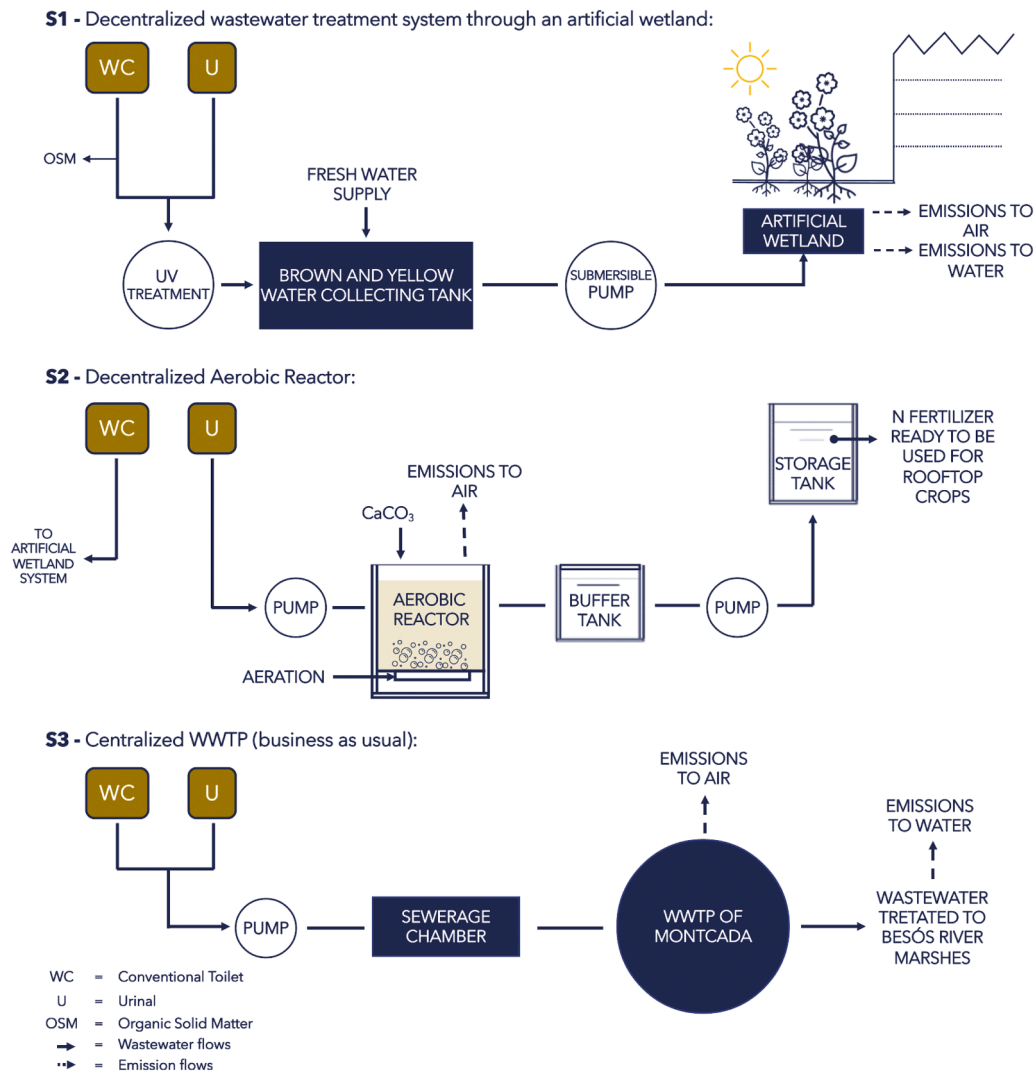 S1 - Decentralized wastewater treatment system through an artificial wetland:
WC
U
OSM
FRESH WATER
SUPPLY
UV
TREATMENT
BROWN AND YELLOW
WATER COLLECTING TANK
SUBMERSIBLE
PUMP
ARTIFICIAL
WETLAND
EMISSIONS TO
AIR
EMISSIONS TO
WATER
S2 - Decentralized Aerobic Reactor:
WC
U
TO
ARTIFICIAL
WETLAND
SYSTEM
PUMP
CaCO₃
EMISSIONS TO
AIR
AEROBIC
REACTOR
AERATION
BUFFER
TANK
PUMP
STORAGE
TANK
N FERTILIZER
READY TO BE
USED FOR
ROOFTOP
CROPS
S3 - Centralized WWTP (business as usual):
WC
U
PUMP
SEWERAGE
CHAMBER
EMISSIONS
TO AIR
WWTP OF
MONTCADA
EMISSIONS
TO WATER
WASTEWATER
TRETATED TO
BESÓS RIVER
MARSHES
WC = Conventional Toilet
U = Urinal
OSM = Organic Solid Matter
= Wastewater flows
= Emission flows